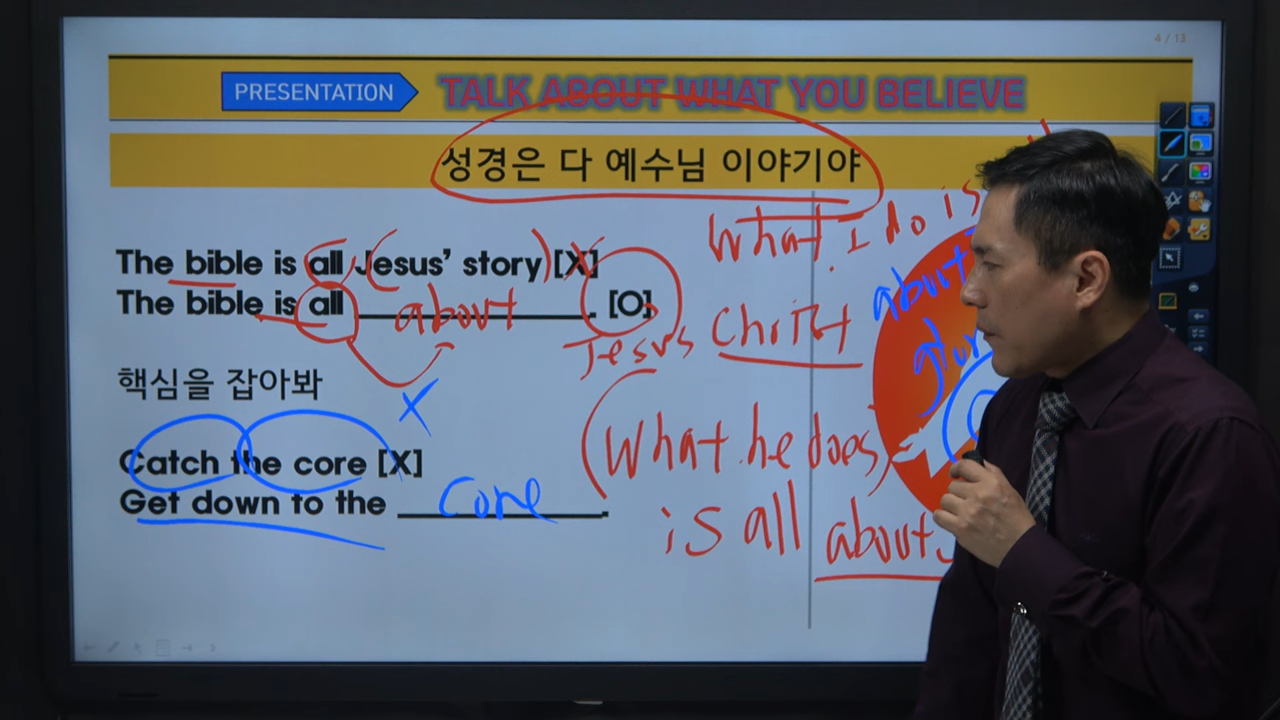 4 / 13
PRESENTATION
TALK ABOUT WHAT YOU BELIEVE
성경은 다 예수님 이야기야
The bible is all Jesus' story [X]
The bible is all about. [O]
Jesus Christ
핵심을 잡아봐
X
Catch the core [X]
Get down to the core.
What I do is
about
(What he does)
is all about